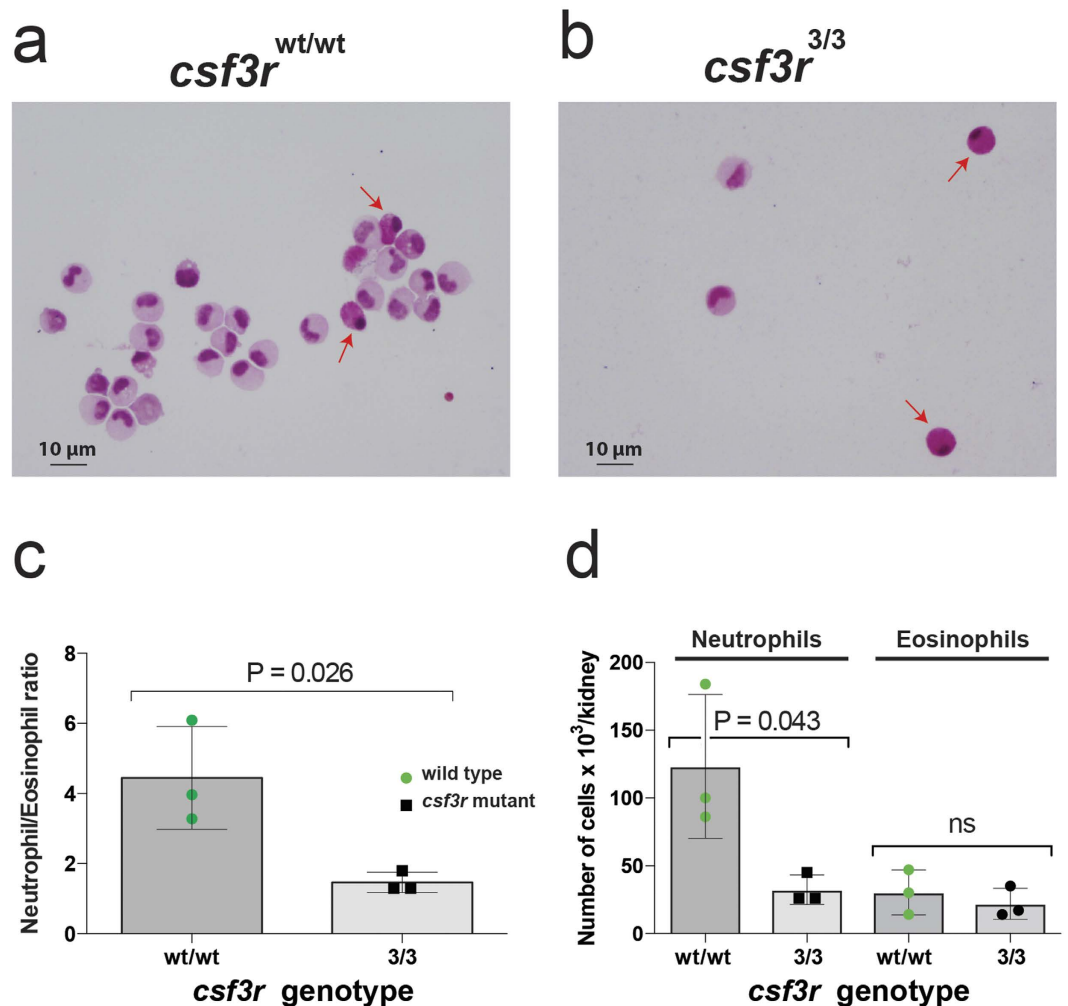 a
csf3r wt/wt
b
csf3r 3/3
10 µm
10 µm
c
Neutrophil/Eosinophil ratio
8
6
4
2
0
P = 0.026
wild type
csf3r mutant
wt/wt
3/3
csf3r genotype
d
Neutrophils
Eosinophils
Number of cells x 10³/kidney
200
150
100
50
0
P = 0.043
ns
wt/wt
3/3
wt/wt
3/3
csf3r genotype